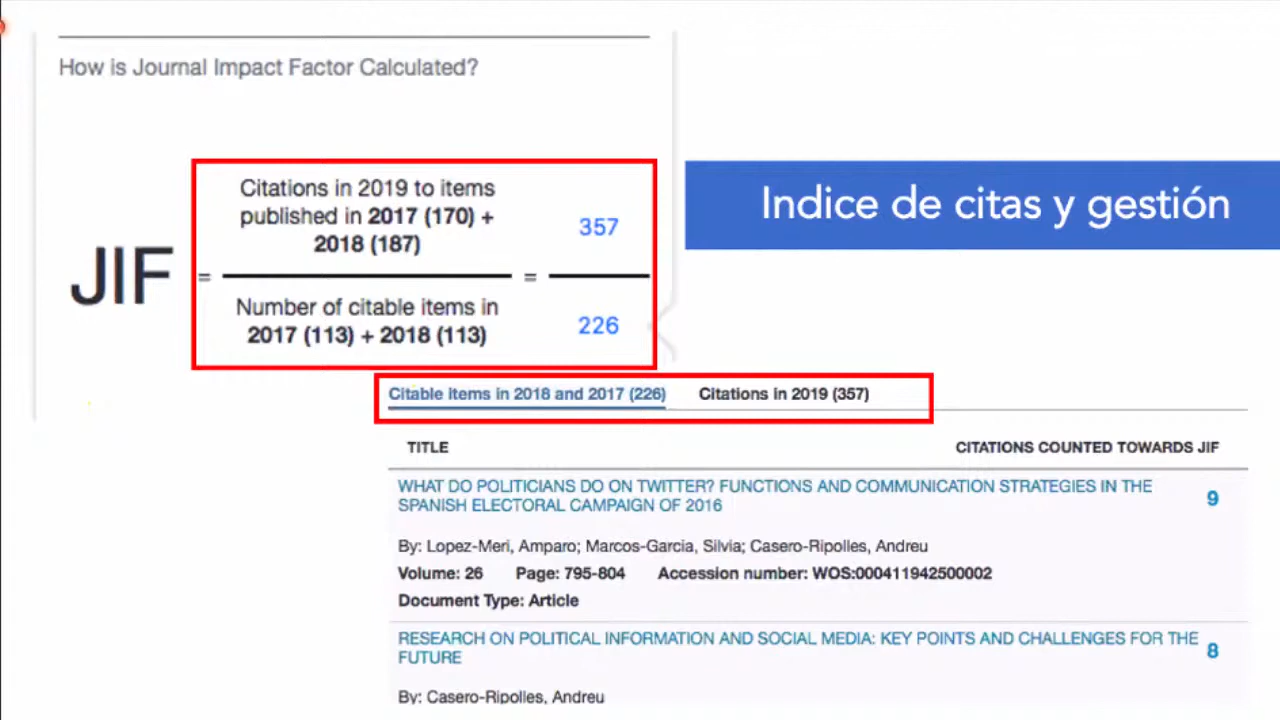 How is Journal Impact Factor Calculated?
Citations in 2019 to items
published in 2017 (170) +
2018 (187)
357
JIF
=
=
Number of citable items in
2017 (113) + 2018 (113)
226
Indice de citas y gestión
Citable items in 2018 and 2017 (226)
Citations in 2019 (357)
TITLE
CITATIONS COUNTED TOWARDS JIF
WHAT DO POLITICIANS DO ON TWITTER? FUNCTIONS AND COMMUNICATION STRATEGIES IN THE
SPANISH ELECTORAL CAMPAIGN OF 2016
9
By: Lopez-Meri, Amparo; Marcos-Garcia, Silvia; Casero-Ripolles, Andreu
Volume: 26 Page: 795-804 Accession number: WOS:000411942500002
Document Type: Article
RESEARCH ON POLITICAL INFORMATION AND SOCIAL MEDIA: KEY POINTS AND CHALLENGES FOR THE
FUTURE
8
By: Casero-Ripolles, Andreu